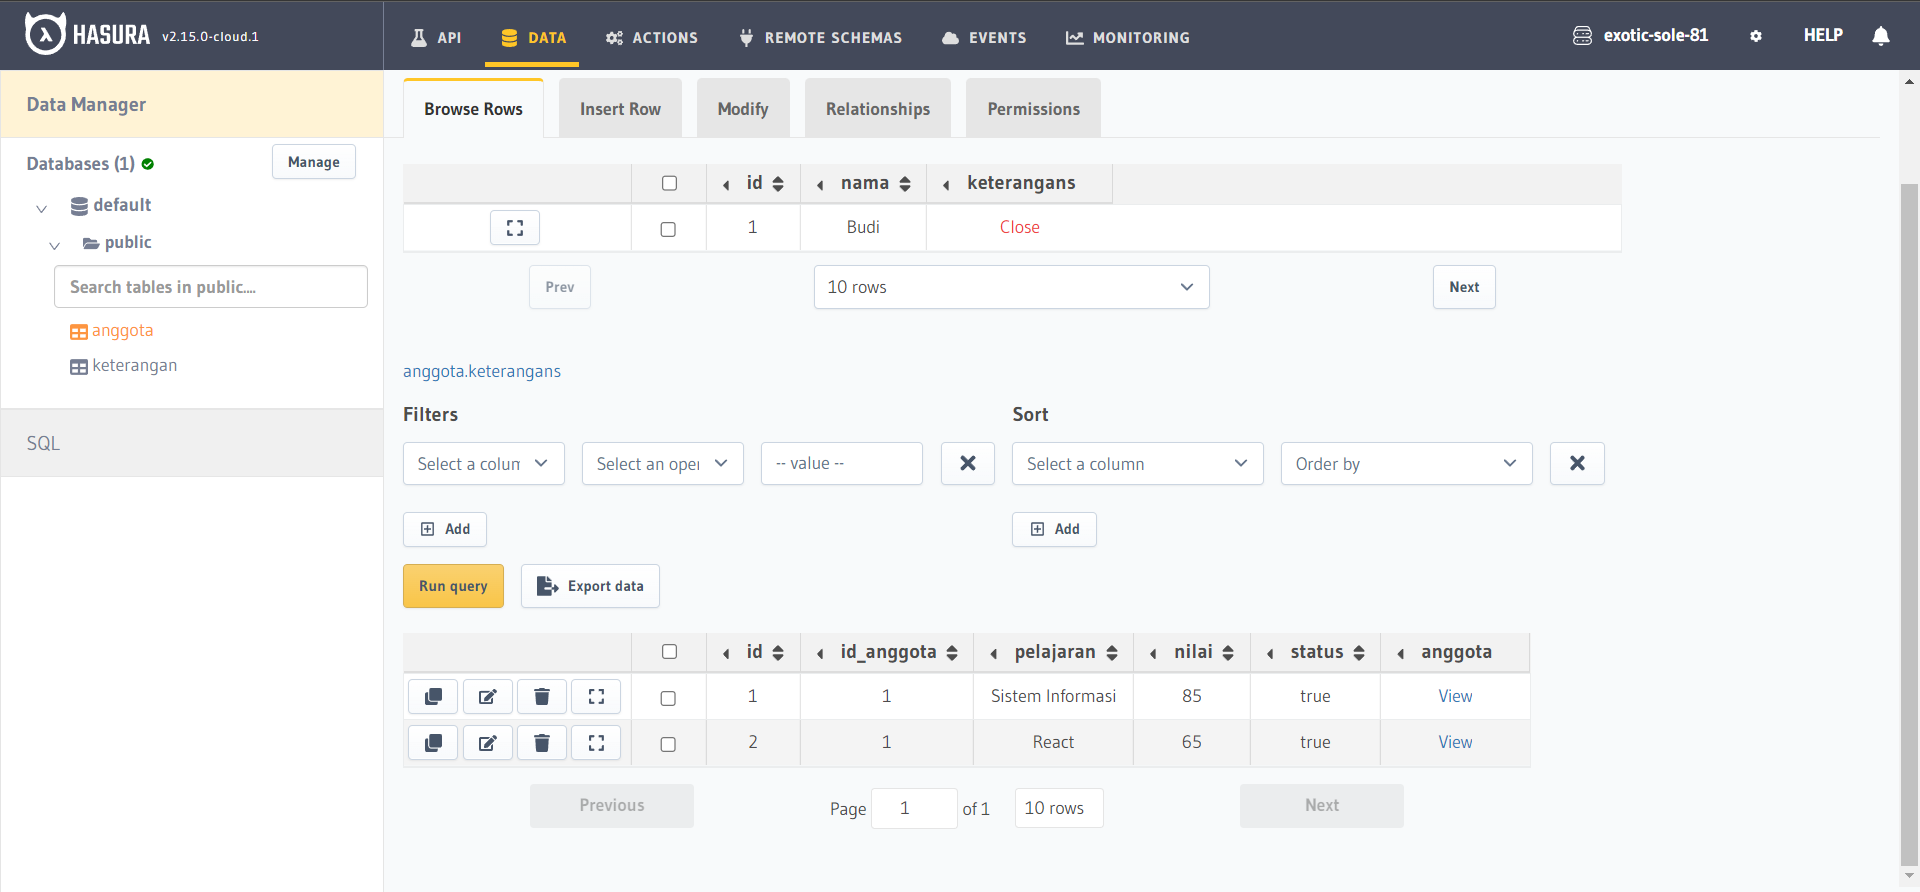 HASURA v2.15.0-cloud.1 API DATA ACTIONS REMOTE SCHEMAS EVENTS MONITORING exotic-sole-81 HELP
Data Manager
Databases (1) Manage
default
public
Search tables in public....
anggota
keterangan
SQL
Browse Rows Insert Row Modify Relationships Permissions
id nama keterangans
1 Budi Close
Prev 10 rows Next
anggota.keterangans
Filters Sort
Select a colum Select an oper -- value -- Select a column Order by
Add Add
Run query Export data
id id_anggota pelajaran nilai status anggota
1 1 Sistem Informasi 85 true View
2 1 React 65 true View
Previous Page 1 of 1 10 rows Next